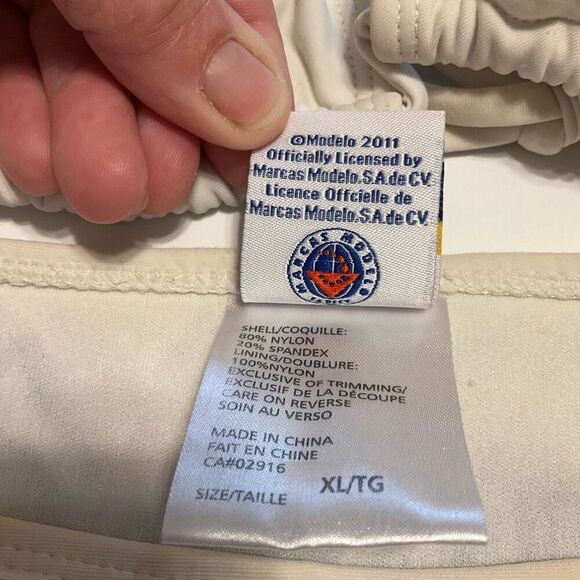 ©Modelo 2011
Officially Licensed by
Marcas Modelo.S.A.de CV.
Licence Offcielle de
Marcas Modelo.S.A.de CV.
MARCAS MODELO
SHELL/COQUILLE:
80% NYLON
20% SPANDEX
LINING/DOUBLURE:
100%NYLON
EXCLUSIVE OF TRIMMING/
EXCLUSIF DE LA DÉCOUPE
CARE ON REVERSE
SOIN AU VERSO
MADE IN CHINA
FAIT EN CHINE
CA#02916
SIZE/TAILLE XL/TG